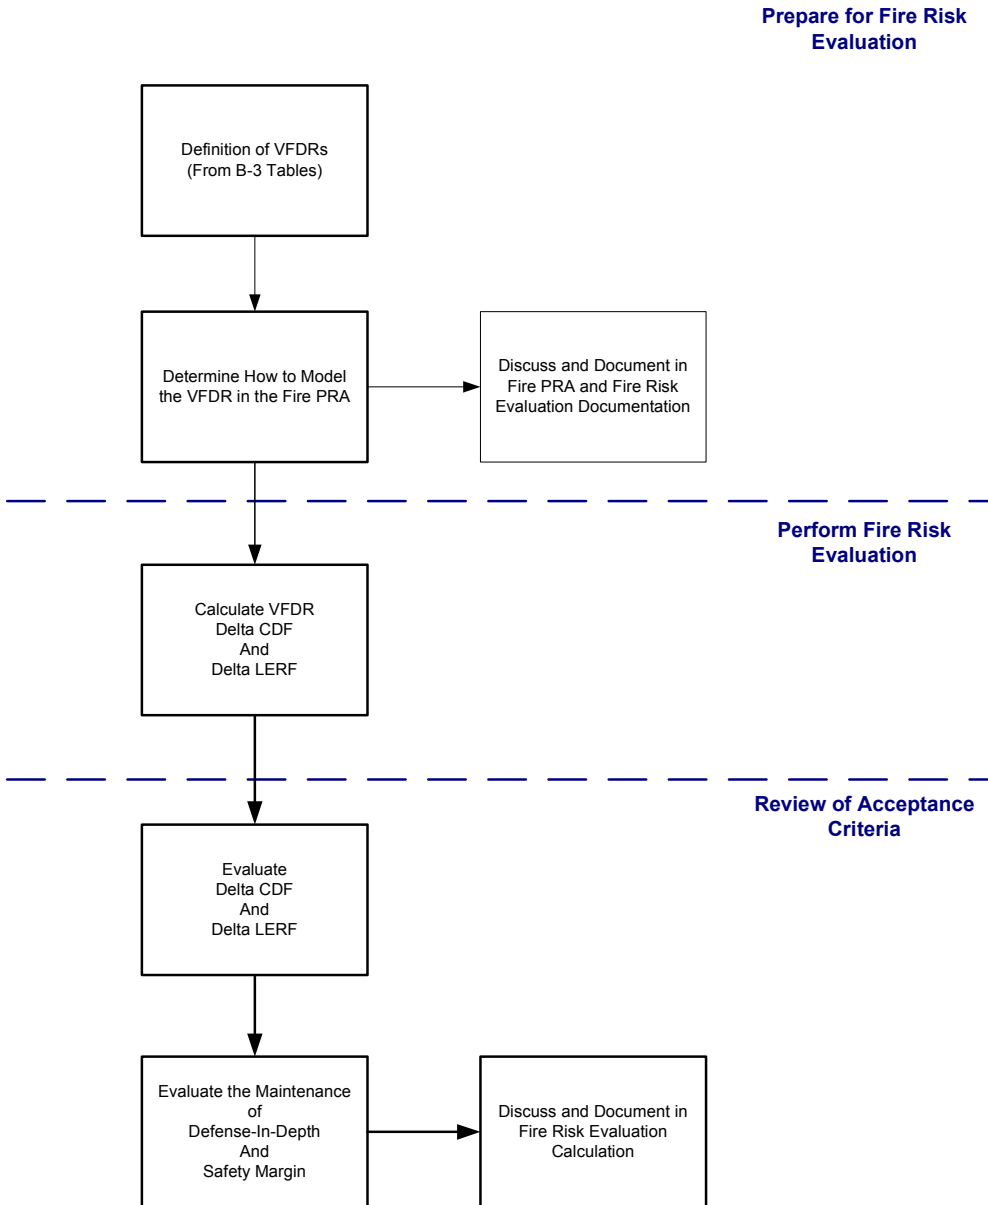 Prepare for Fire Risk
Evaluation
Definition of VFDRs
(From B-3 Tables)
Determine How to Model
the VFDR in the Fire PRA
Discuss and Document in
Fire PRA and Fire Risk
Evaluation Documentation
Perform Fire Risk
Evaluation
Calculate VFDR
Delta CDF
And
Delta LERF
Review of Acceptance
Criteria
Evaluate
Delta CDF
And
Delta LERF
Evaluate the Maintenance
of
Defense-In-Depth
And
Safety Margin
Discuss and Document in
Fire Risk Evaluation
Calculation